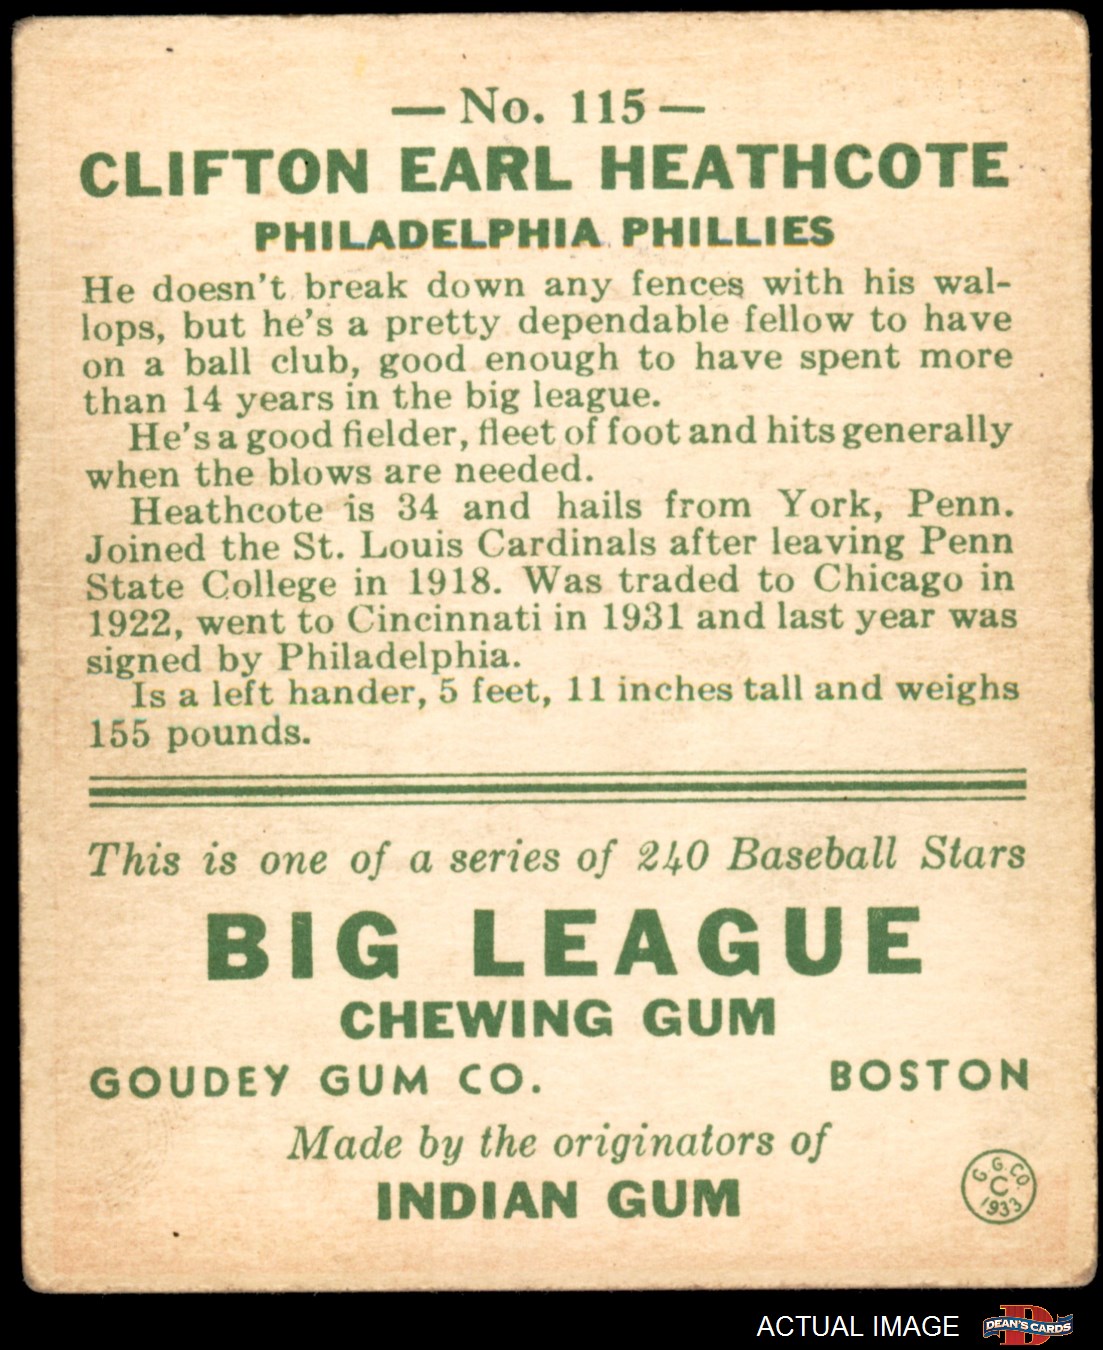 — No. 115 —
CLIFTON EARL HEATHCOTE
PHILADELPHIA PHILLIES
He doesn't break down any fences with his wal-
lops, but he's a pretty dependable fellow to have
on a ball club, good enough to have spent more
than 14 years in the big league.
He's a good fielder, fleet of foot and hits generally
when the blows are needed.
Heathcote is 34 and hails from York, Penn.
Joined the St. Louis Cardinals after leaving Penn
State College in 1918. Was traded to Chicago in
1922, went to Cincinnati in 1931 and last year was
signed by Philadelphia.
Is a left hander, 5 feet, 11 inches tall and weighs
155 pounds.
This is one of a series of 240 Baseball Stars
BIG LEAGUE
CHEWING GUM
GOUDEY GUM CO. BOSTON
Made by the originators of
INDIAN GUM
G. G. CO.
C
1933
ACTUAL IMAGE
D
DEAN'S CARDS